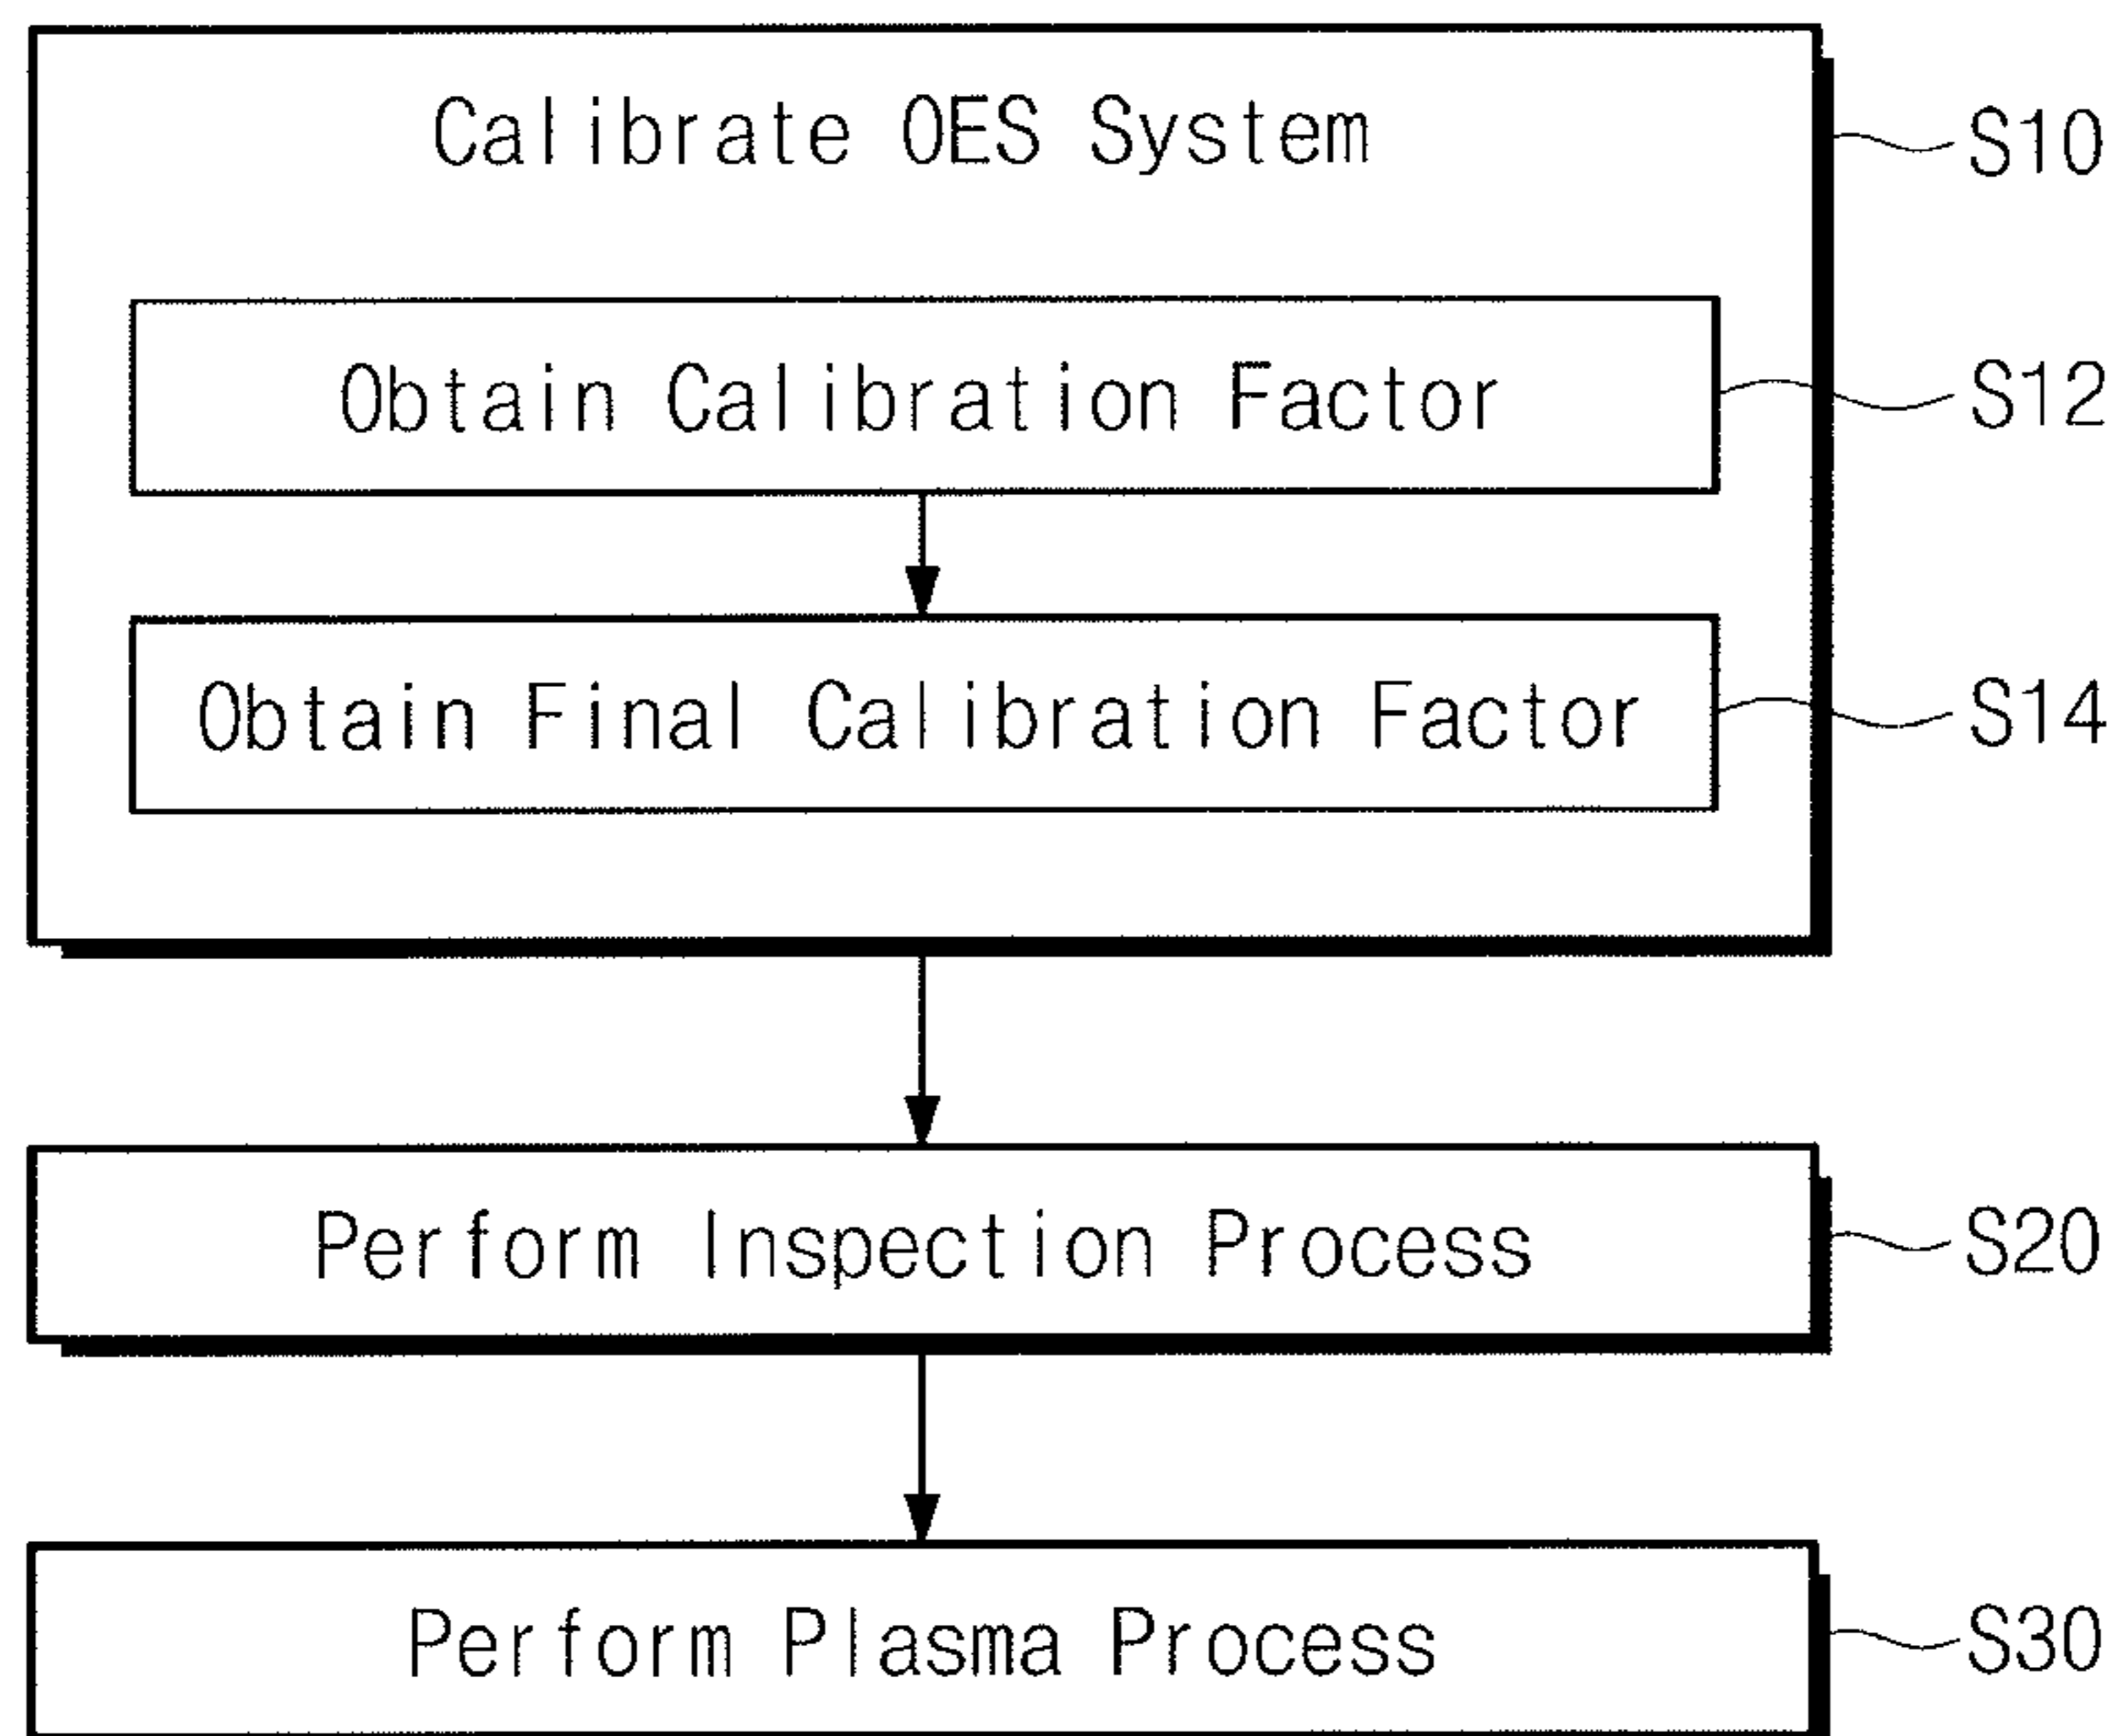 Calibrate OES System S10
Obtain Calibration Factor S12
Obtain Final Calibration Factor S14
Perform Inspection Process S20
Perform Plasma Process S30